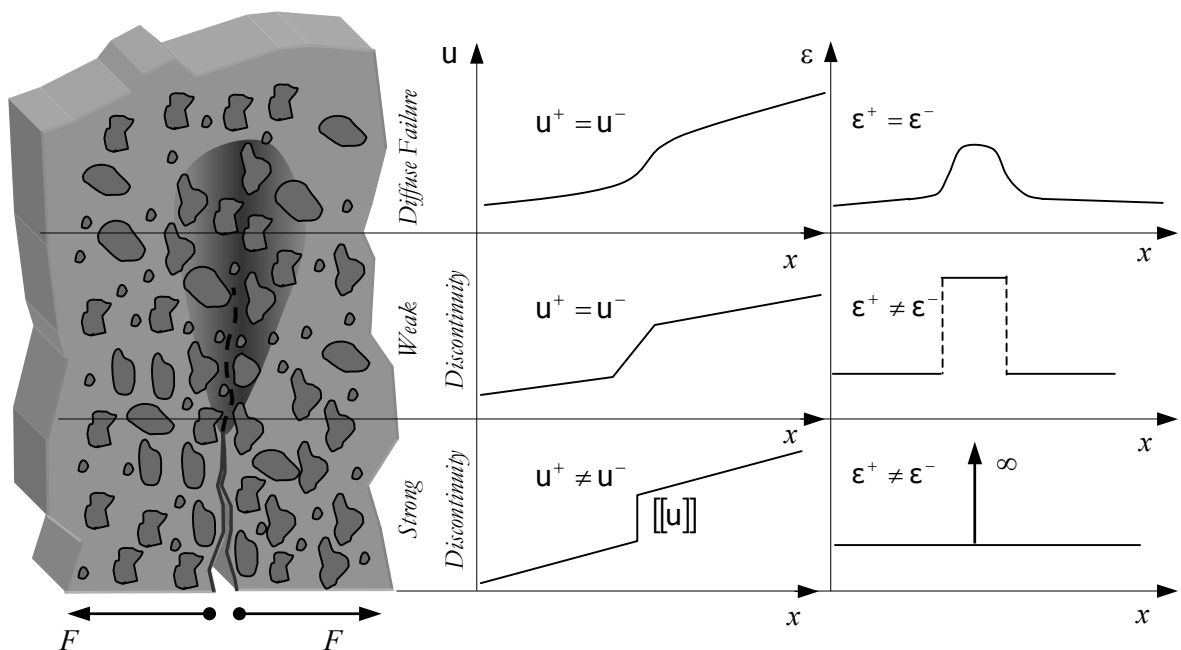 u
ε
Diffuse Failure
u⁺ = u⁻
ε⁺ = ε⁻
x
x
Weak
Discontinuity
u⁺ = u⁻
ε⁺ ≠ ε⁻
x
x
Strong
Discontinuity
u⁺ ≠ u⁻
[[u]]
ε⁺ ≠ ε⁻
∞
x
x
F
F